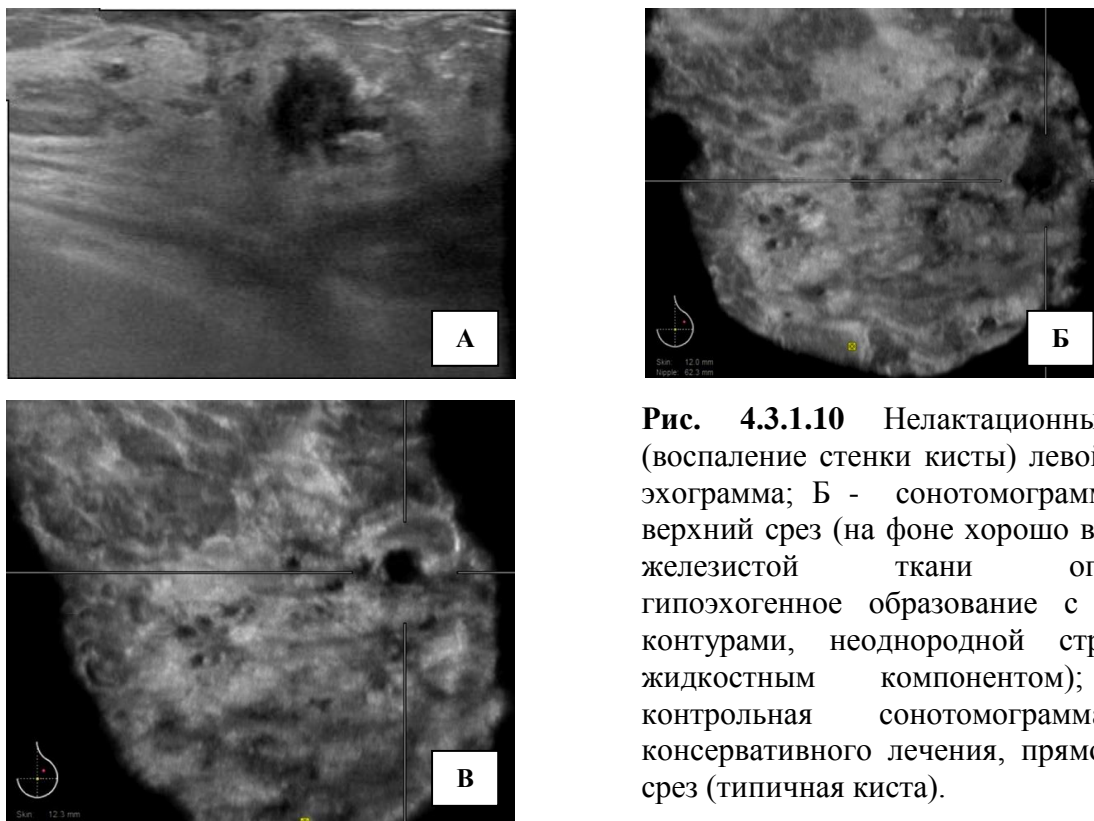 А
Б
Skin: 12.0 mm
Nipple: 62.3 mm
В
Skin 12.3 mm
Рис. 4.3.1.10 Нелактационны
(воспаление стенки кисты) левой
эхограмма; Б - сонотомограмм
верхний срез (на фоне хорошо в
железистой ткани оп
гипоэхогенное образование с
контурами, неоднородной стр
жидкостным компонентом);
контрольная сонотомограмма
консервативного лечения, прямо
срез (типичная киста).